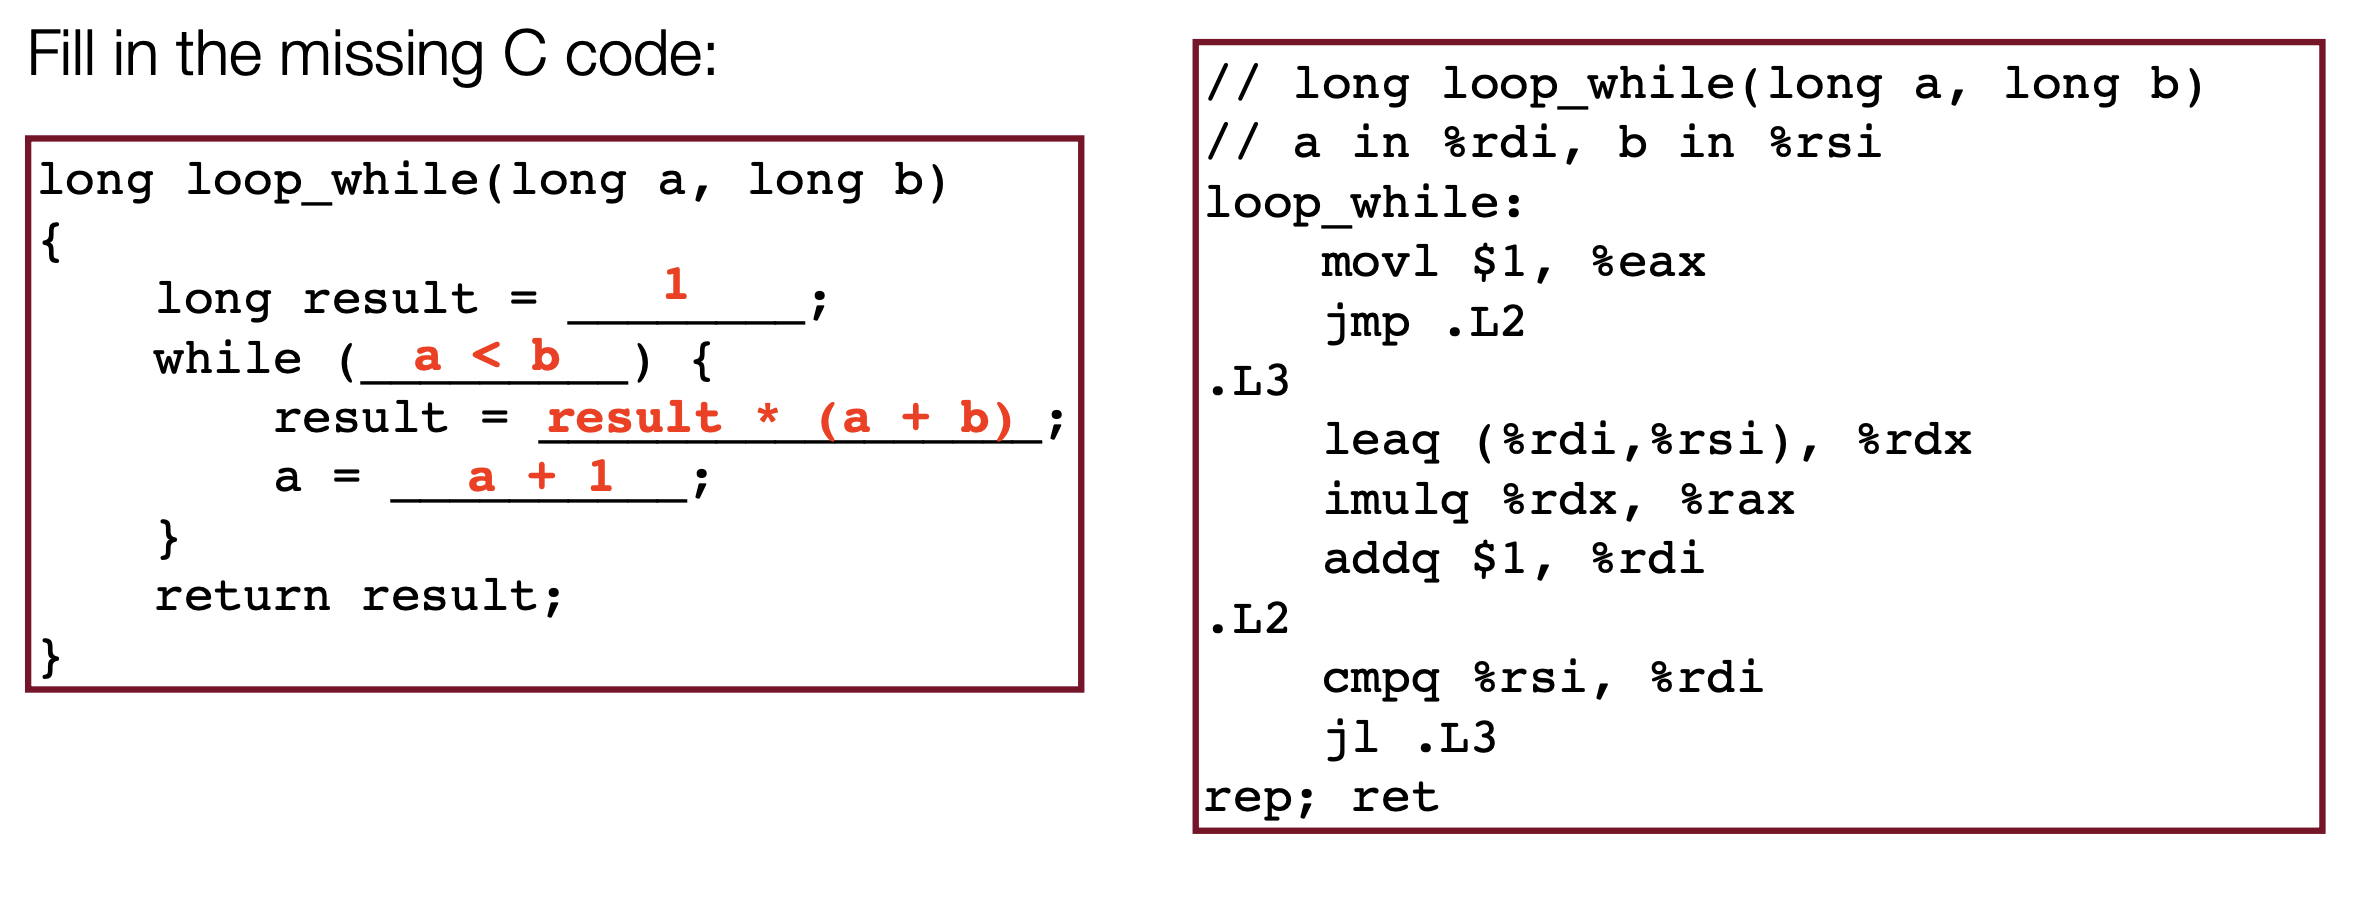 Fill in the missing C code:
long loop_while(long a, long b)
{
    long result = ___1___;
    while (__a < b__) {
        result = result * (a + b);
        a = __a + 1__;
    }
    return result;
}
// long loop_while(long a, long b)
// a in %rdi, b in %rsi
loop_while:
    movl $1, %eax
    jmp .L2
.L3
    leaq (%rdi,%rsi), %rdx
    imulq %rdx, %rax
    addq $1, %rdi
.L2
    cmpq %rsi, %rdi
    jl .L3
rep; ret